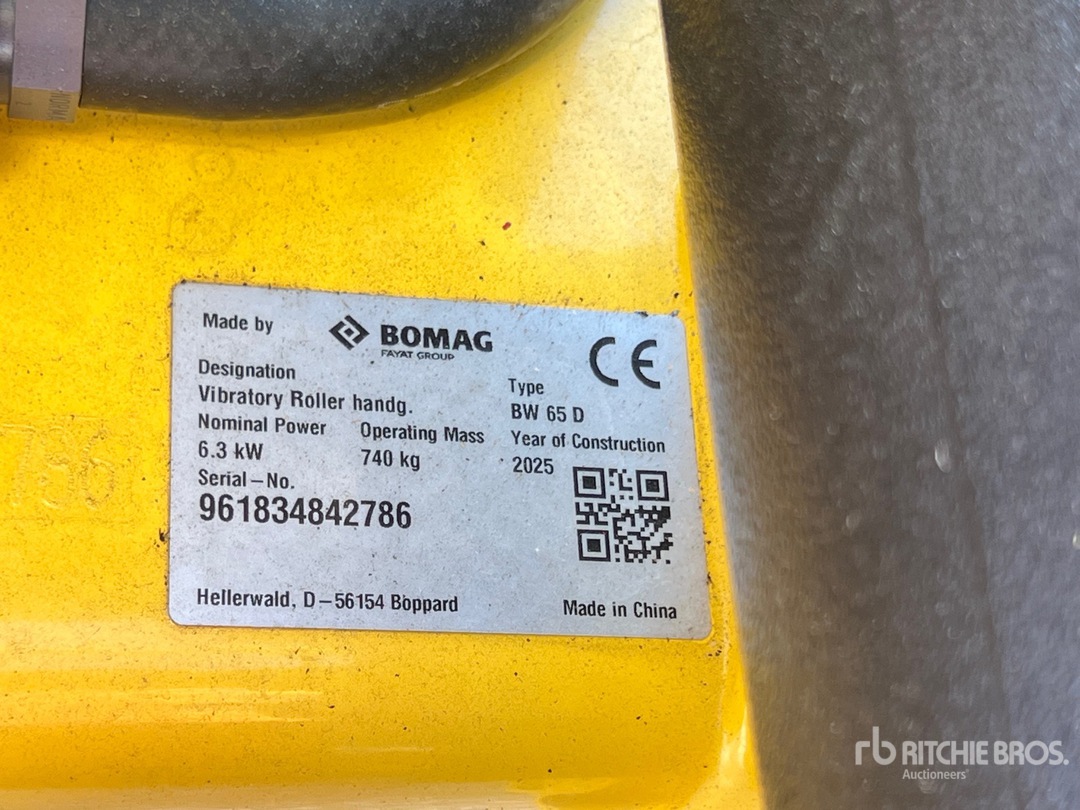 NORMA
Made by
BOMAG
FAYAT GROUP
CE
Designation
Vibratory Roller handg.
Type
BW 65 D
Nominal Power
6.3 kW
Operating Mass
740 kg
Year of Construction
2025
Serial–No.
961834842786
Hellerwald, D–56154 Boppard
Made in China
rb RITCHIE BROS.
Auctioneers